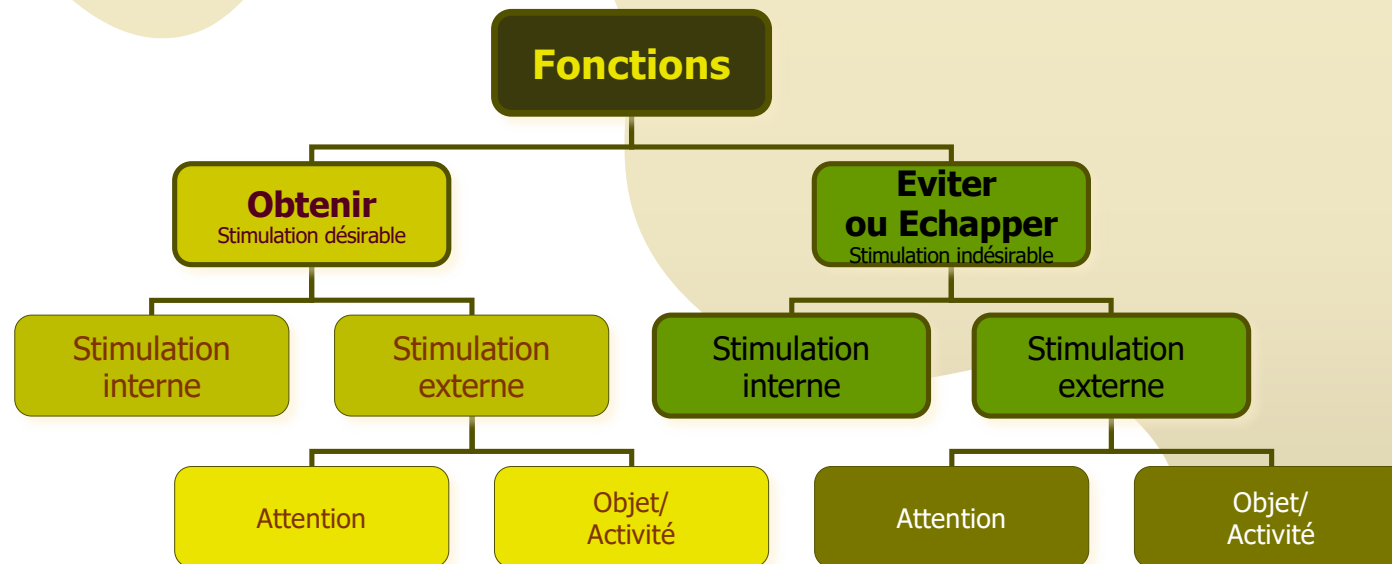 Fonctions
Obtenir
Stimulation désirable
Eviter
ou Echapper
Stimulation indésirable
Stimulation
interne
Stimulation
externe
Stimulation
interne
Stimulation
externe
Attention
Objet/
Activité
Attention
Objet/
Activité